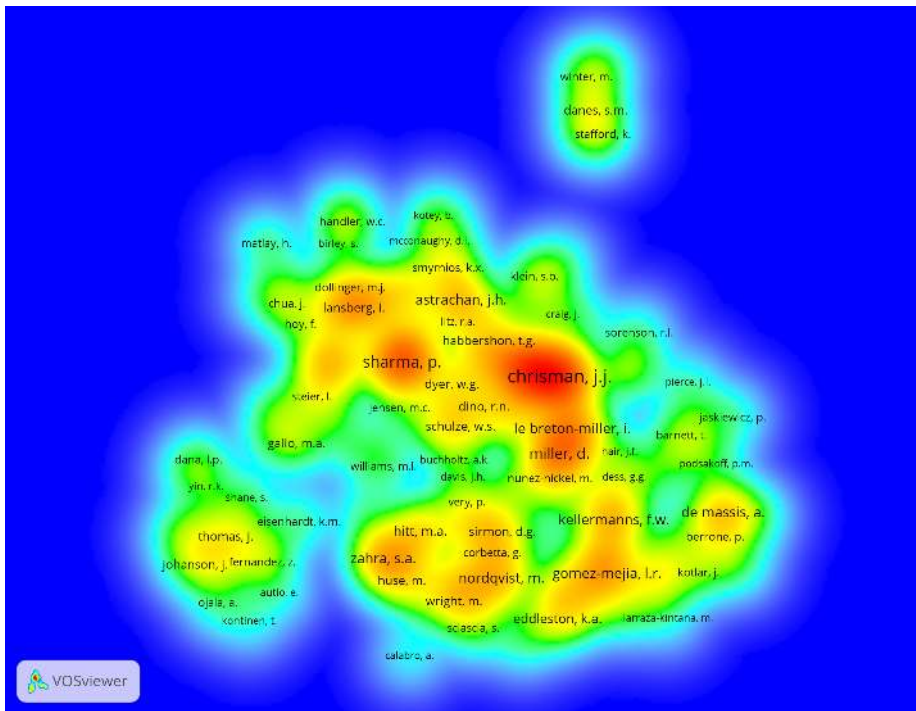 winter, m.
danes, s.m.
stafford, k.
kotey, b.
handler, w.c.
matlay, h.
birley, s.
mcconaughy, d.l.
smyrnios, k.x.
klein, s.b.
dollinger, m.j.
astrachan, j.h.
chua, j.
lansberg, i.
craig, j.
hoy, f.
litz, r.a.
sorenson, r.l.
habbershon, t.g.
sharma, p.
chrisman, j.j.
dyer, w.g.
pierce, j.l.
steier, l.
jensen, m.c.
dino, r.n.
jaskiewicz, p.
schulze, w.s.
le breton-miller, i.
barnett, t.
gallo, m.a.
miller, d.
hair, j.f.
dana, l.p.
williams, m.l.
buchholtz, a.k.
podsakoff, p.m.
davis, j.h.
nunez-nickel, m.
dess, g.g.
yin, r.k.
shane, s.
very, p.
eisenhardt, k.m.
kellermanns, f.w.
de massis, a.
hitt, m.a.
sirmon, d.g.
thomas, j.
berrone, p.
zahra, s.a.
corbetta, g.
johanson, j.
fernandez, z.
huse, m.
nordqvist, m.
gomez-mejia, l.r.
kotlar, j.
autio, e.
ojala, a.
wright, m.
kontinen, t.
eddleston, k.a.
larraza-kintana, m.
sciascia, s.
calabro, a.
VOSviewer